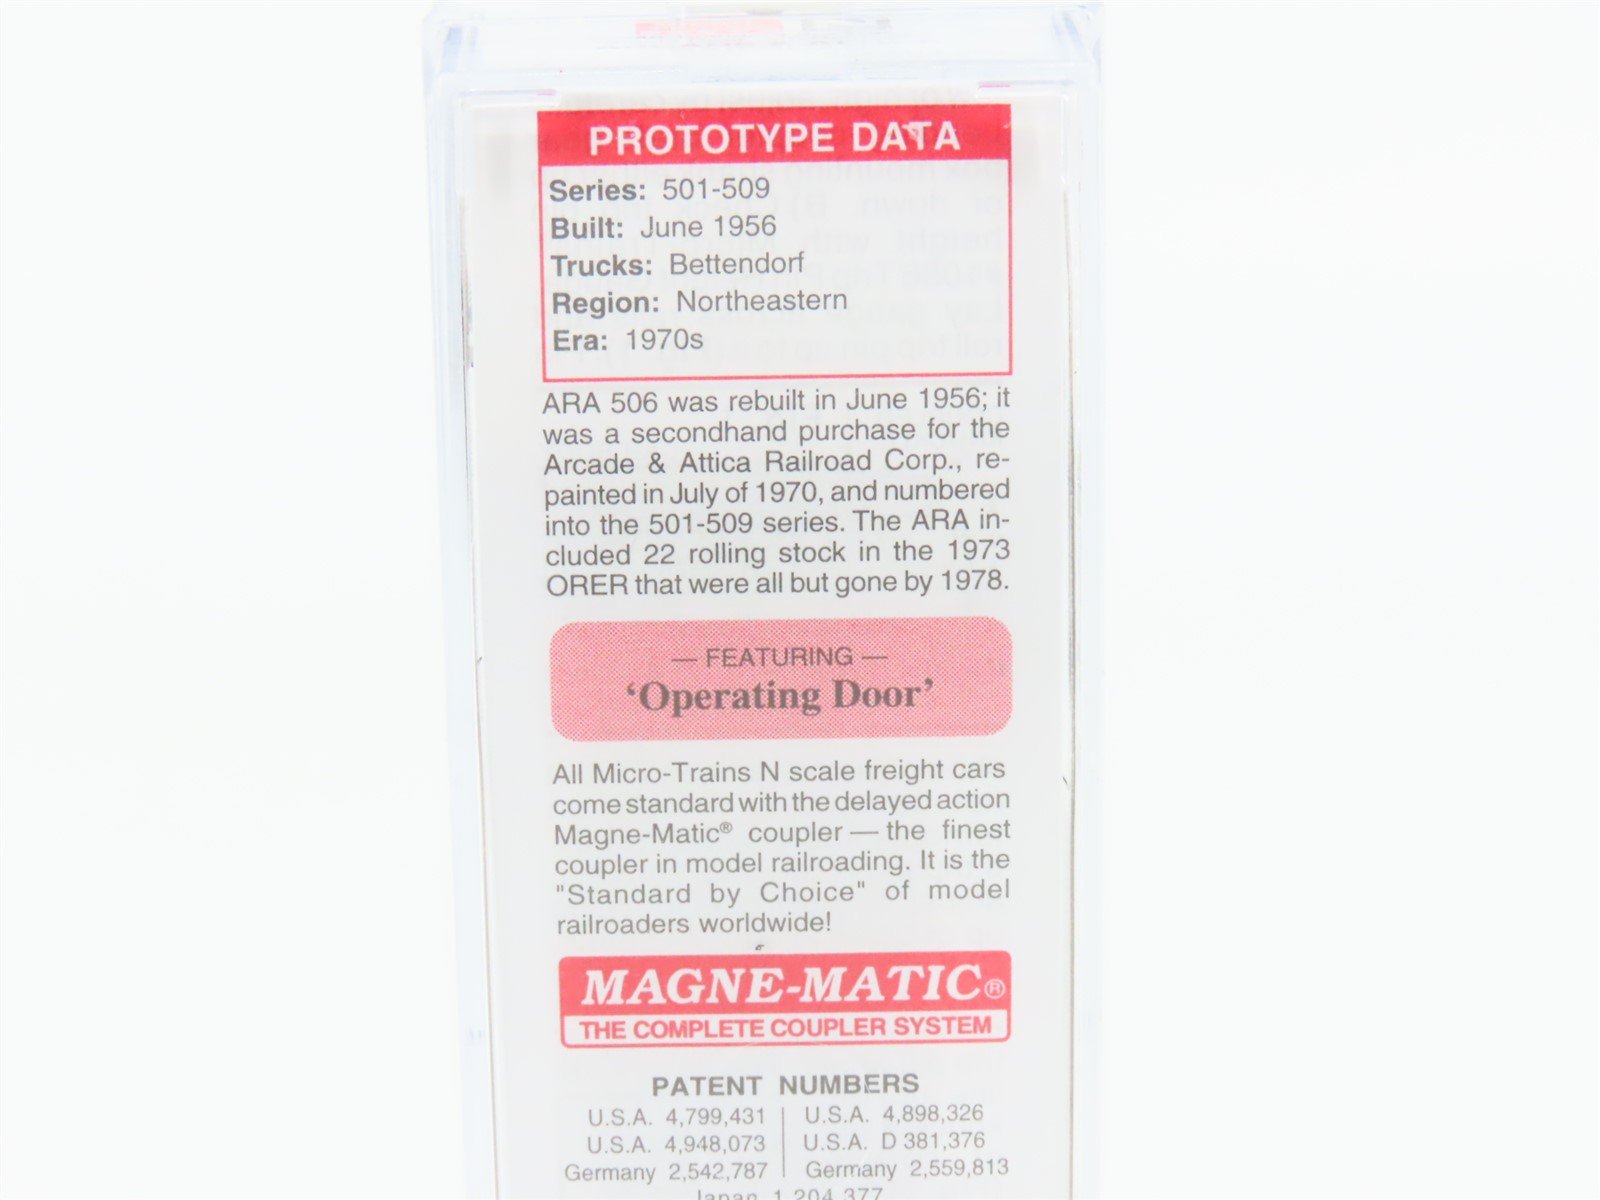 PROTOTYPE DATA
Series: 501-509
Built: June 1956
Trucks: Bettendorf
Region: Northeastern
Era: 1970s
ARA 506 was rebuilt in June 1956; it
was a secondhand purchase for the
Arcade & Attica Railroad Corp., re-
painted in July of 1970, and numbered
into the 501-509 series. The ARA in-
cluded 22 rolling stock in the 1973
ORER that were all but gone by 1978.
— FEATURING —
‘Operating Door’
All Micro-Trains N scale freight cars
come standard with the delayed action
Magne-Matic® coupler — the finest
coupler in model railroading. It is the
"Standard by Choice" of model
railroaders worldwide!
MAGNE-MATIC®
THE COMPLETE COUPLER SYSTEM
PATENT NUMBERS
U.S.A. 4,799,431 | U.S.A. 4,898,326
U.S.A. 4,948,073 | U.S.A. D 381,376
Germany 2,542,787 | Germany 2,559,813
Japan 1,204,377